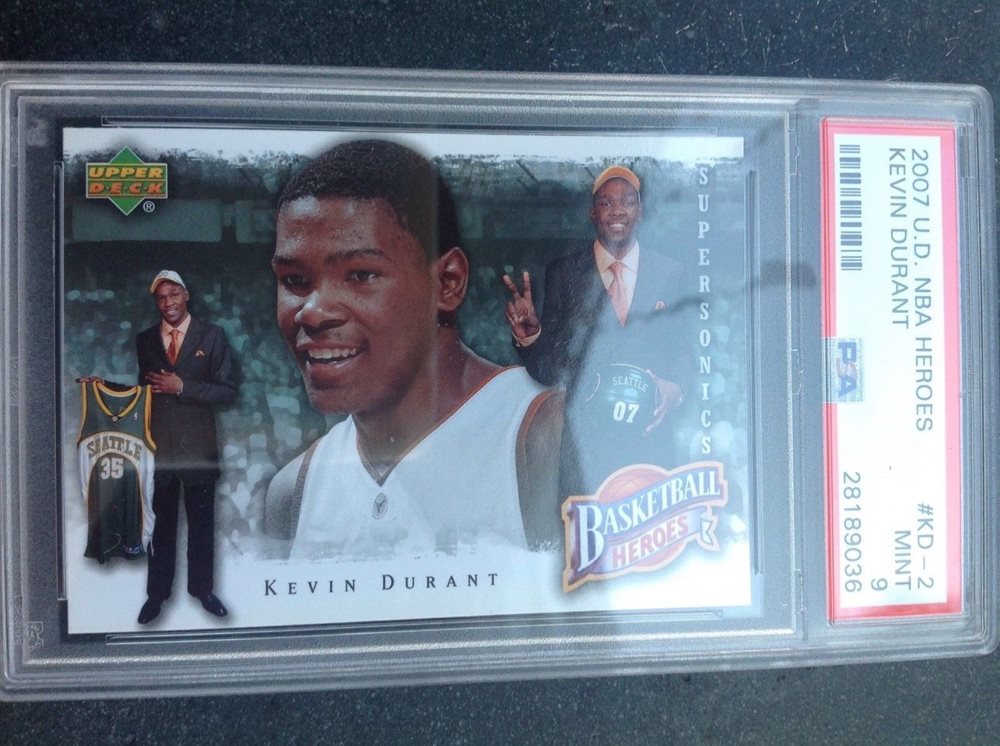 UPPER
D·E·C·K
®
SUPERSONICS
SEATTLE
35
SEATTLE
07
BASKETBALL
HEROES
KEVIN DURANT
2007 U.D. NBA HEROES #KD-2
KEVIN DURANT MINT
9
PSA
28189036